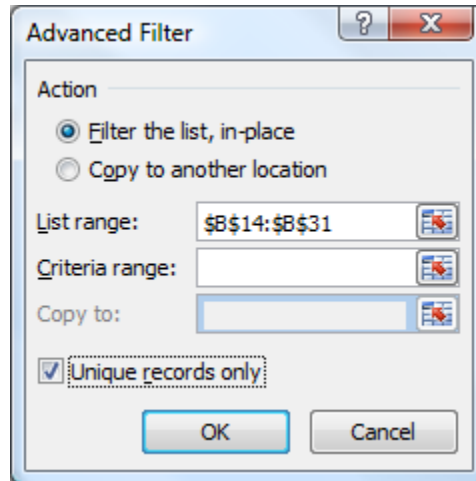 Advanced Filter
Action
Filter the list, in-place
Copy to another location
List range: $B$14:$B$31
Criteria range:
Copy to:
Unique records only
OK Cancel